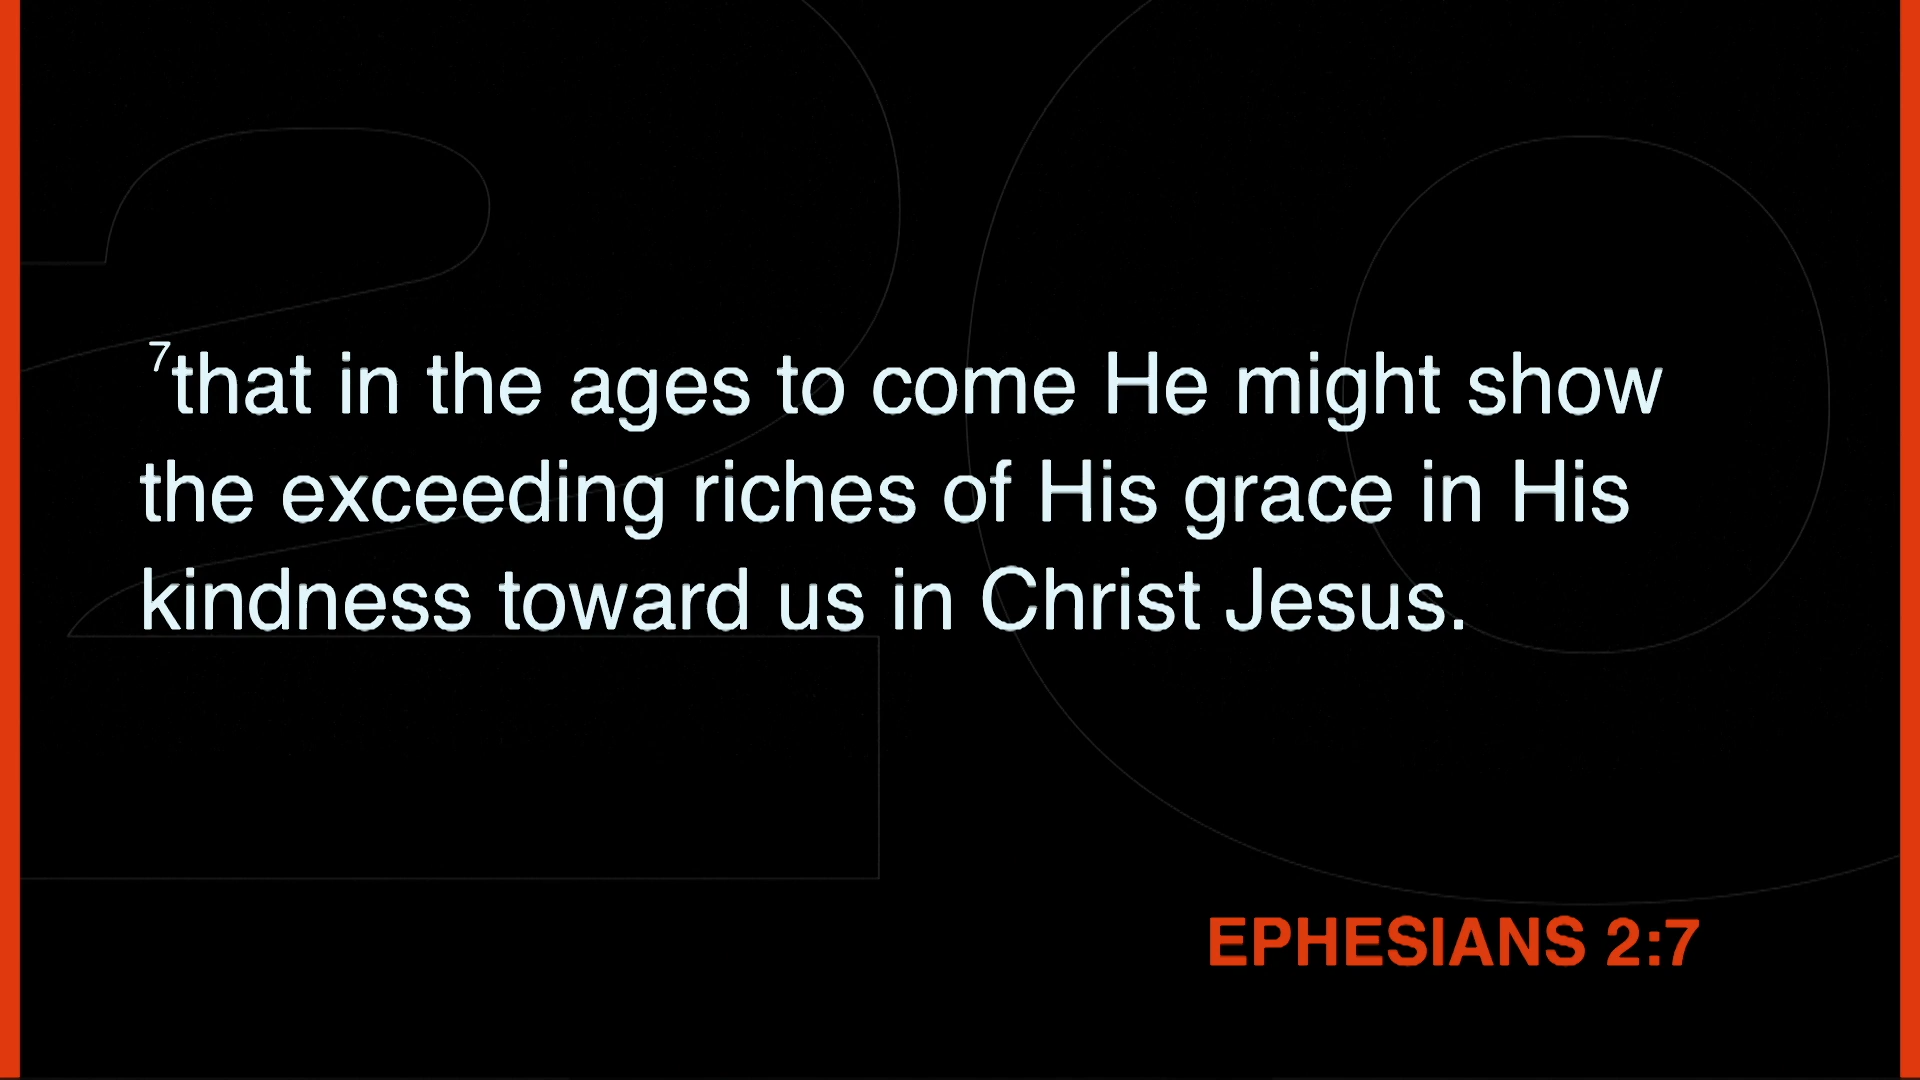 7that in the ages to come He might show
the exceeding riches of His grace in His
kindness toward us in Christ Jesus.
EPHESIANS 2:7
20